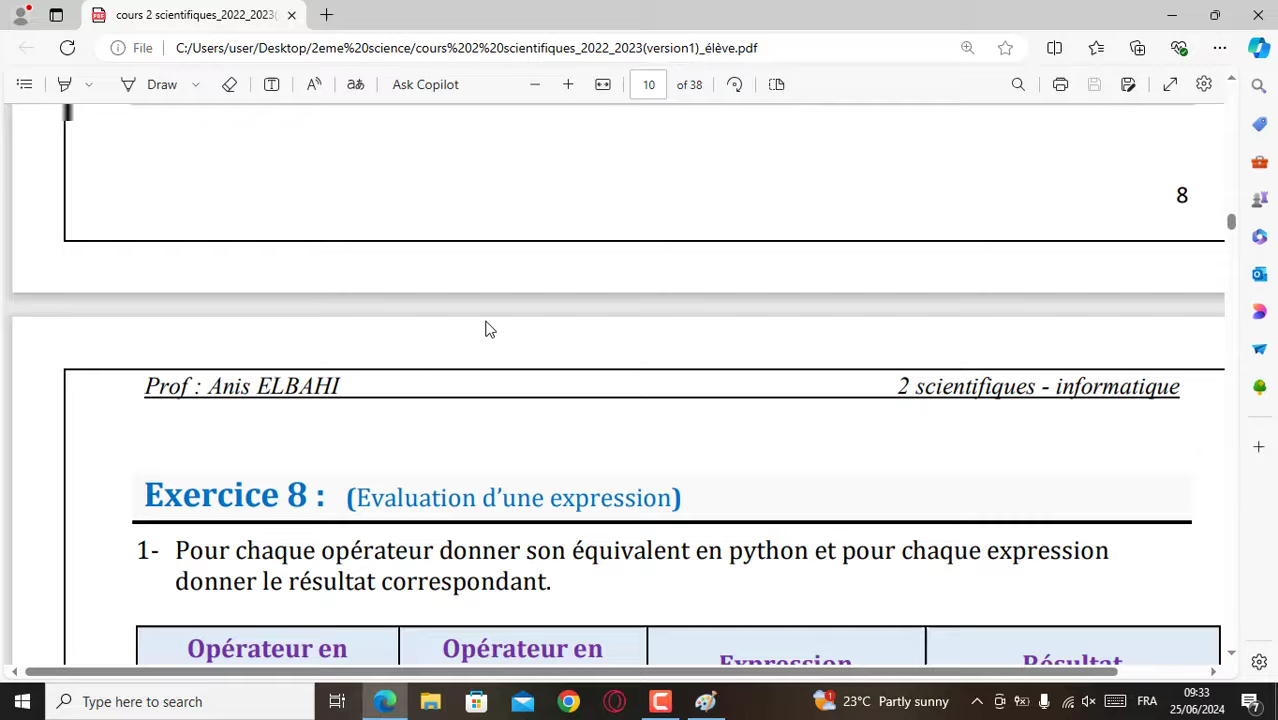 cours 2 scientifiques_2022_2023(
File
C:/Users/user/Desktop/2eme%20science/cours%202%20scientifiques_2022_2023(version1)_élève.pdf
Draw
Ask Copilot
10 of 38
8
Prof : Anis ELBAHI
2 scientifiques - informatique
Exercice 8 : (Evaluation d’une expression)
1- Pour chaque opérateur donner son équivalent en python et pour chaque expression
donner le résultat correspondant.
Opérateur en
Opérateur en
Expression
Résultat
Type here to search
23°C Partly sunny
FRA
09:33
25/06/2024